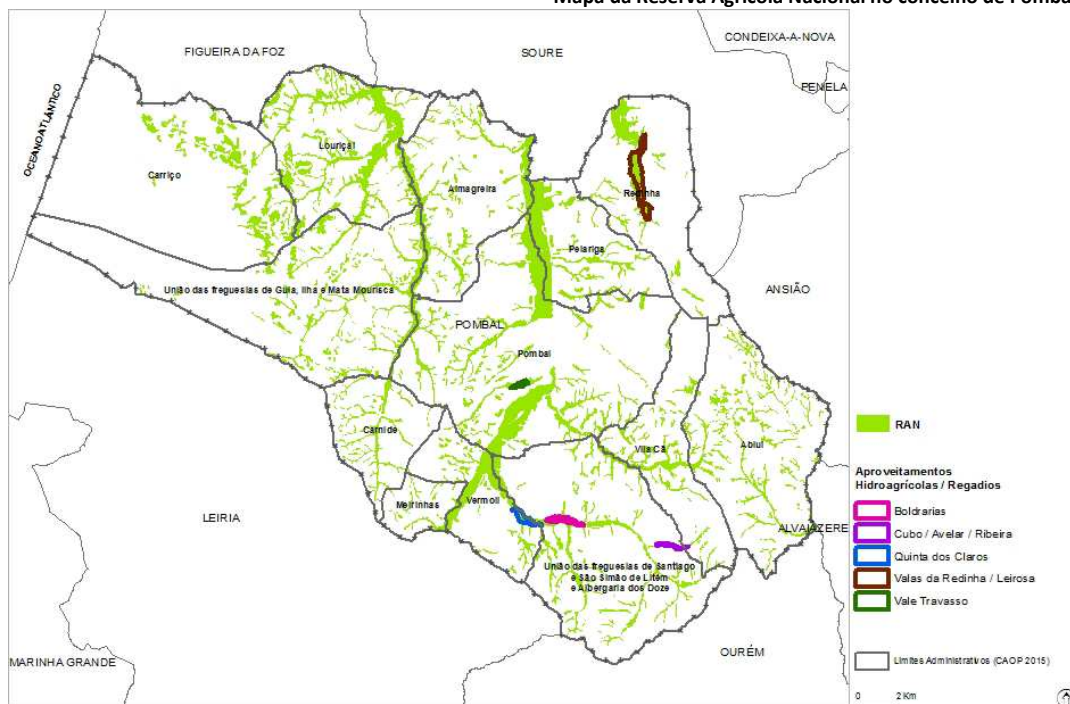 Mapa da Reserva Agrícola Nacional no concelho de Pomba
CONDEIXA-A-NOVA
FIGUEIRA DA FOZ
SOURE
PENELA
OCEANO ATLÂNTICO
Louriçal
Carriço
Almagreira
Redinha
Pelariga
ANSIÃO
União das freguesias de Guia, Ilha e Mata Mourisca
POMBAL
Pombal
Carnide
Vila Cã
Abiul
Meirinhas
Vermoil
LEIRIA
ALVAIÁZERE
União das freguesias de Santiago
e São Simão de Litém
e Albergaria dos Doze
OURÉM
MARINHA GRANDE
RAN
Aproveitamentos
Hidroagrícolas / Regadios
Boldrarias
Cubo / Avelar / Ribeira
Quinta dos Claros
Valas da Redinha / Leirosa
Vale Travasso
Limites Administrativos (CAOP 2015)
0 2 Km